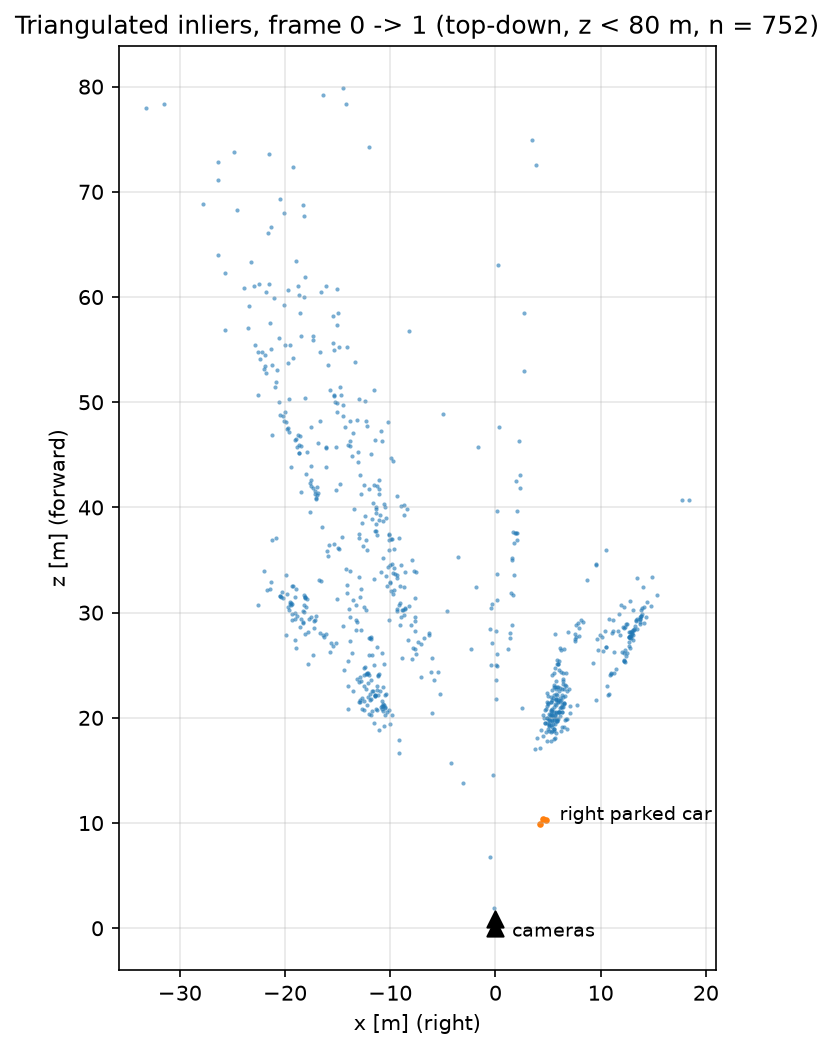 Triangulated inliers, frame 0 -> 1 (top-down, z < 80 m, n = 752)
80
70
60
50
40
30
20
10
0
z [m] (forward)
right parked car
cameras
−30 −20 −10 0 10 20
x [m] (right)